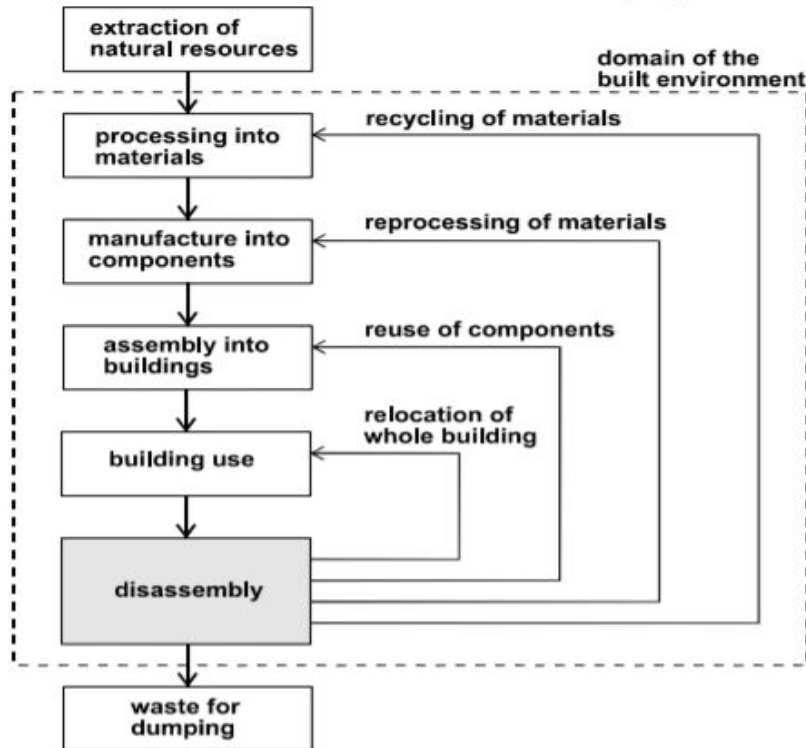 extraction of
natural resources
domain of the
built environment
processing into
materials
recycling of materials
manufacture into
components
reprocessing of materials
assembly into
buildings
reuse of components
relocation of
whole building
building use
disassembly
waste for
dumping